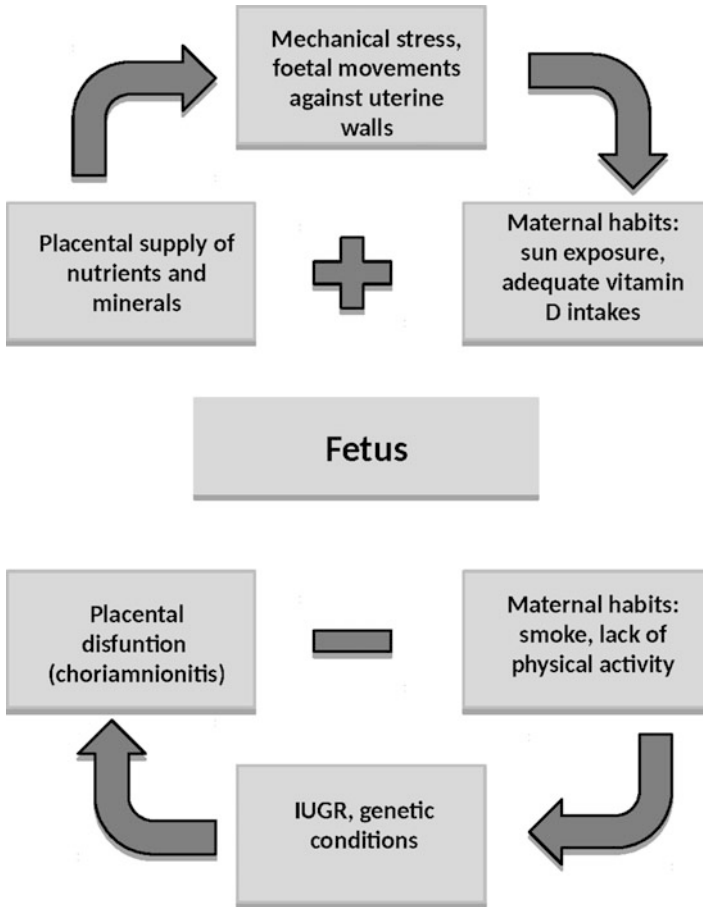 Mechanical stress,
foetal movements
against uterine
walls
Placental supply of
nutrients and
minerals
Maternal habits:
sun exposure,
adequate vitamin
D intakes
Fetus
Placental
disfuntion
(choriamnionitis)
Maternal habits:
smoke, lack of
physical activity
IUGR, genetic
conditions